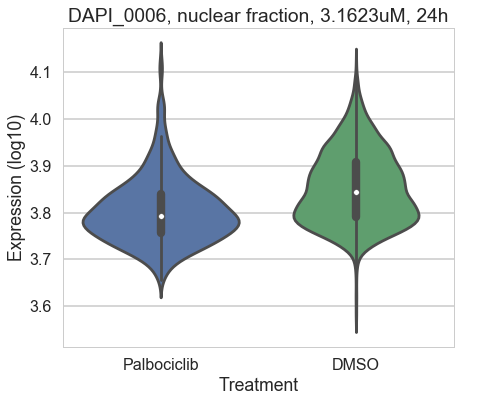 DAPI_0006, nuclear fraction, 3.1623uM, 24h
4.1
4.0
3.9
3.8
3.7
3.6
Expression (log10)
Palbociclib DMSO
Treatment